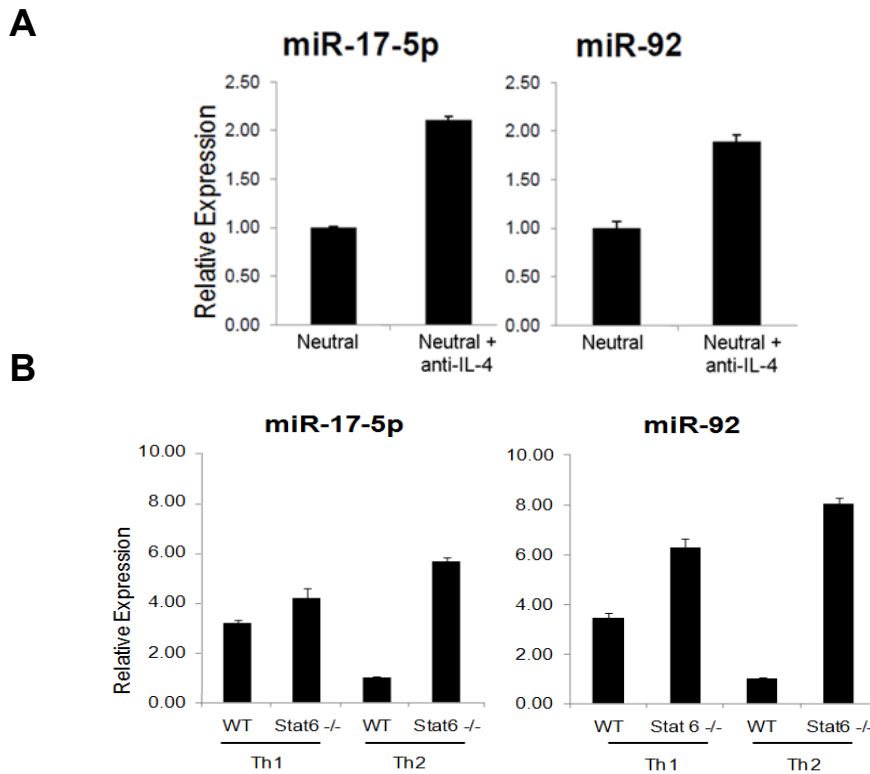 A
miR-17-5p
miR-92
Relative Expression
2.50
2.00
1.50
1.00
0.50
0.00
Neutral
Neutral +
anti-IL-4
2.50
2.00
1.50
1.00
0.50
0.00
Neutral
Neutral +
anti-IL-4
B
miR-17-5p
Relative Expression
10.00
8.00
6.00
4.00
2.00
0.00
WT
Stat6 -/-
WT
Stat6 -/-
Th1
Th2
miR-92
10.00
8.00
6.00
4.00
2.00
0.00
WT
Stat 6 -/-
WT
Stat6 -/-
Th1
Th2